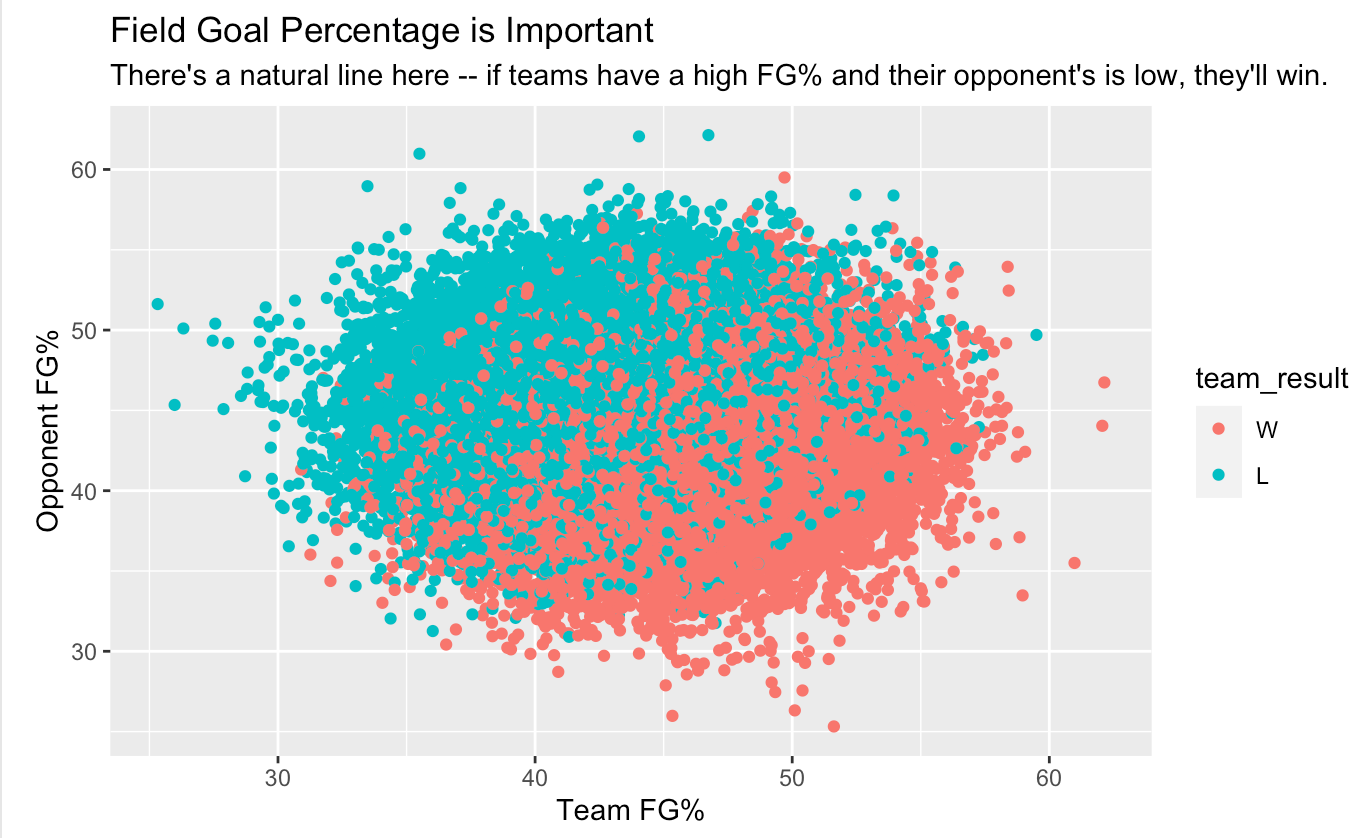 Field Goal Percentage is Important
There's a natural line here -- if teams have a high FG% and their opponent's is low, they'll win.
60
50
40
30
Opponent FG%
30 40 50 60
Team FG%
team_result
W
L